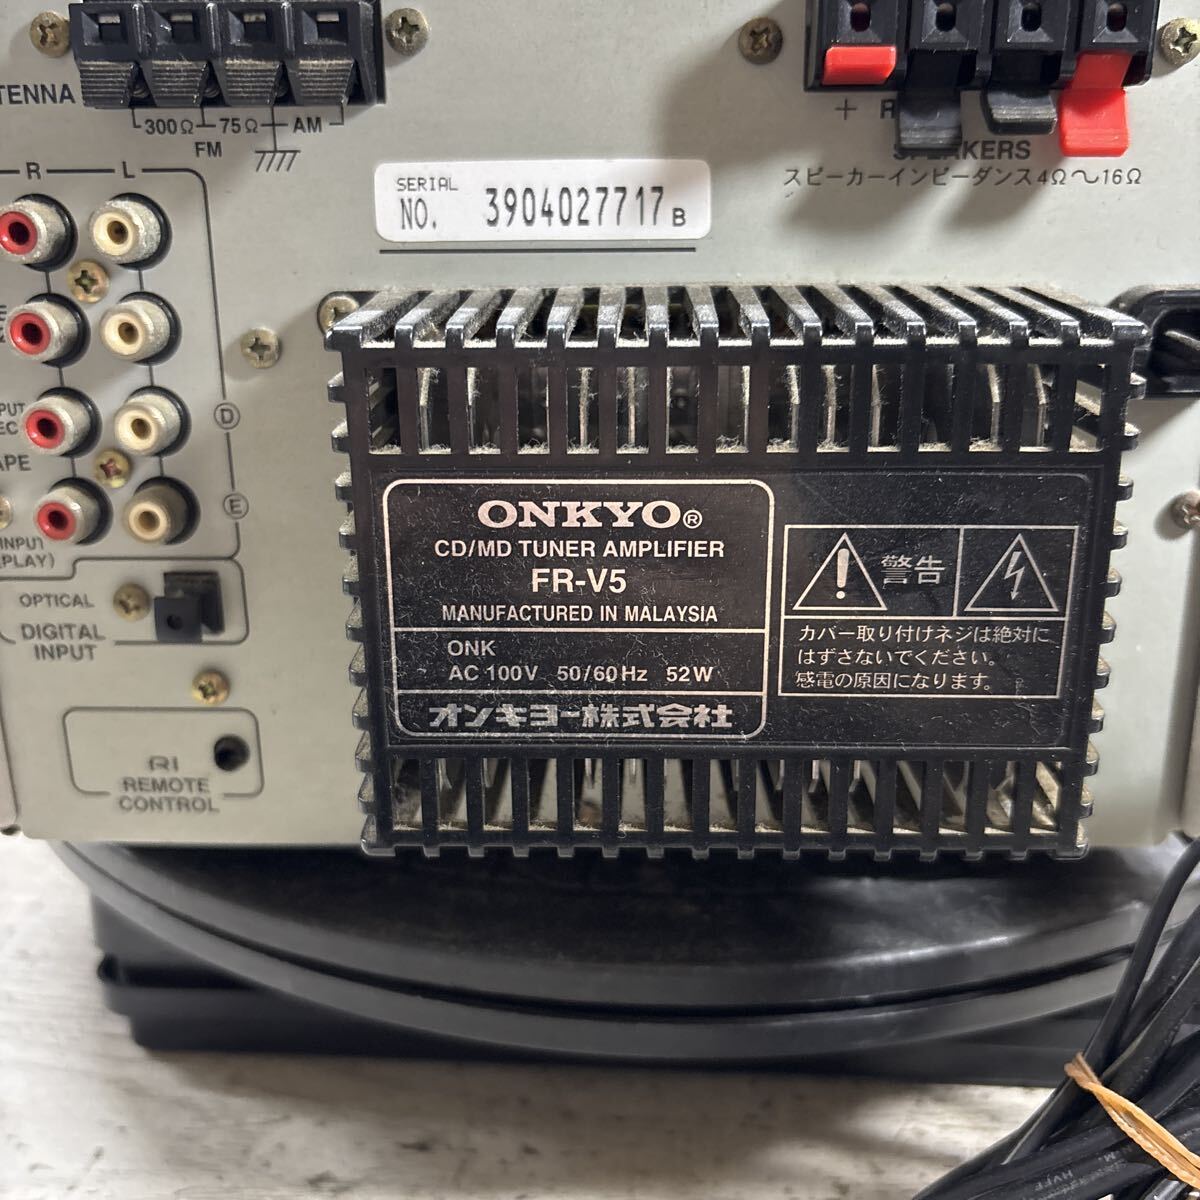 TENNA
300Ω 75Ω AM
FM
+ R
SPEAKERS
スピーカーインピーダンス4Ω〜16Ω
SERIAL
NO. 3904027717 B
R L
D
APE
E
INPUT
PLAY)
OPTICAL
DIGITAL
INPUT
RI
REMOTE
CONTROL
ONKYO®
CD/MD TUNER AMPLIFIER
FR-V5
MANUFACTURED IN MALAYSIA
ONK
AC 100V 50/60Hz 52W
オンキヨー株式会社
警告
カバー取り付けネジは絶対に
はずさないでください。
感電の原因になります。